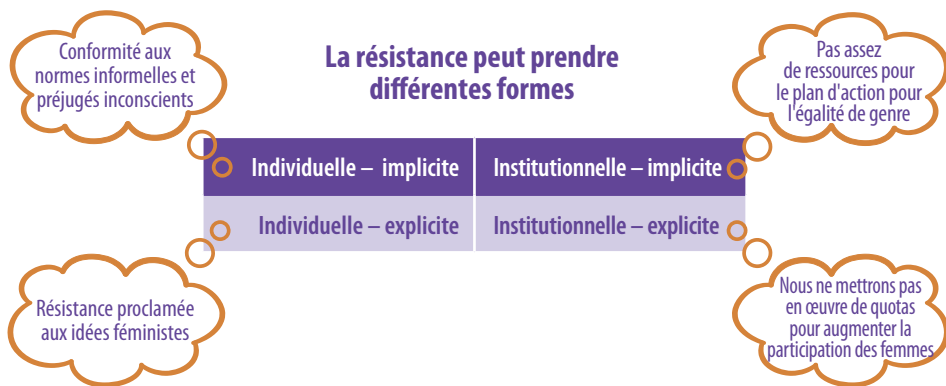 Conformité aux
normes informelles et
préjugés inconscients
La résistance peut prendre
différentes formes
Pas assez
de ressources pour
le plan d'action pour
l'égalité de genre
Individuelle – implicite
Institutionnelle – implicite
Individuelle – explicite
Institutionnelle – explicite
Résistance proclamée
aux idées féministes
Nous ne mettrons pas
en œuvre de quotas
pour augmenter la
participation des femmes